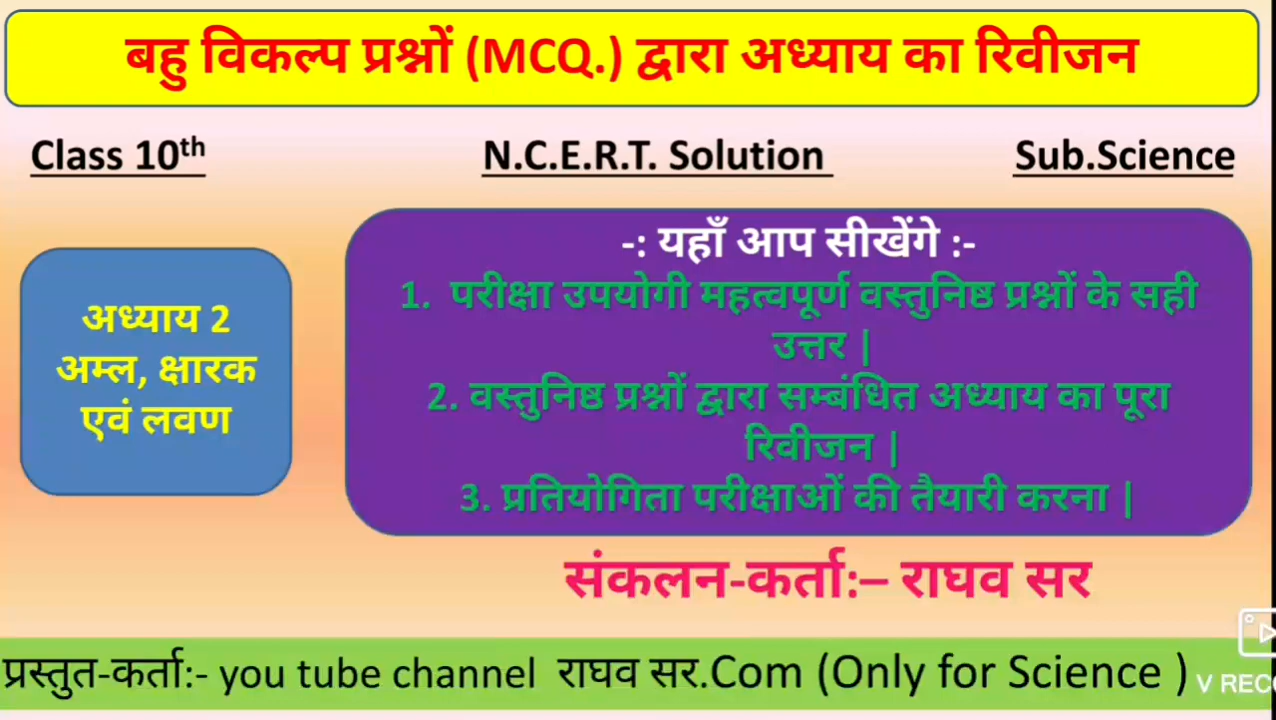 बहु विकल्प प्रश्नों (MCQ.) द्वारा अध्याय का रिवीजन
Class 10th N.C.E.R.T. Solution Sub.Science
अध्याय 2
अम्ल, क्षारक
एवं लवण
-: यहाँ आप सीखेंगे :-
1. परीक्षा उपयोगी महत्वपूर्ण वस्तुनिष्ठ प्रश्नों के सही
उत्तर |
2. वस्तुनिष्ठ प्रश्नों द्वारा सम्बंधित अध्याय का पूरा
रिवीजन |
3. प्रतियोगिता परीक्षाओं की तैयारी करना |
संकलन-कर्ता:– राघव सर
प्रस्तुत-कर्ता:- you tube channel राघव सर.Com (Only for Science )
V